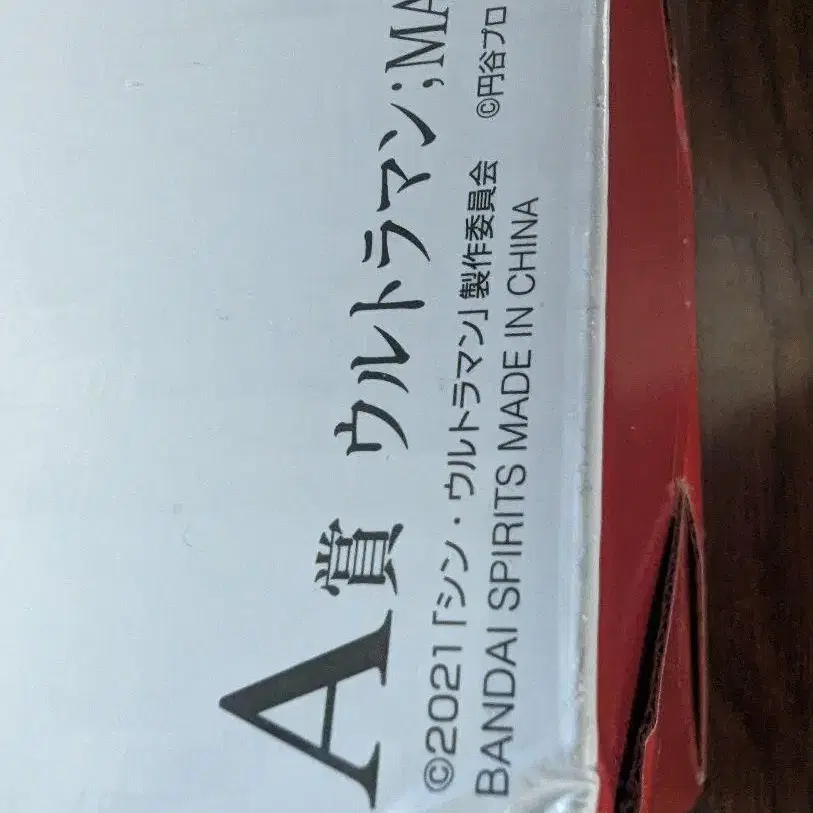 A賞 ウルトラマン;MA
©2021「シン・ウルトラマン」製作委員会 ©円谷プロ
BANDAI SPIRITS MADE IN CHINA